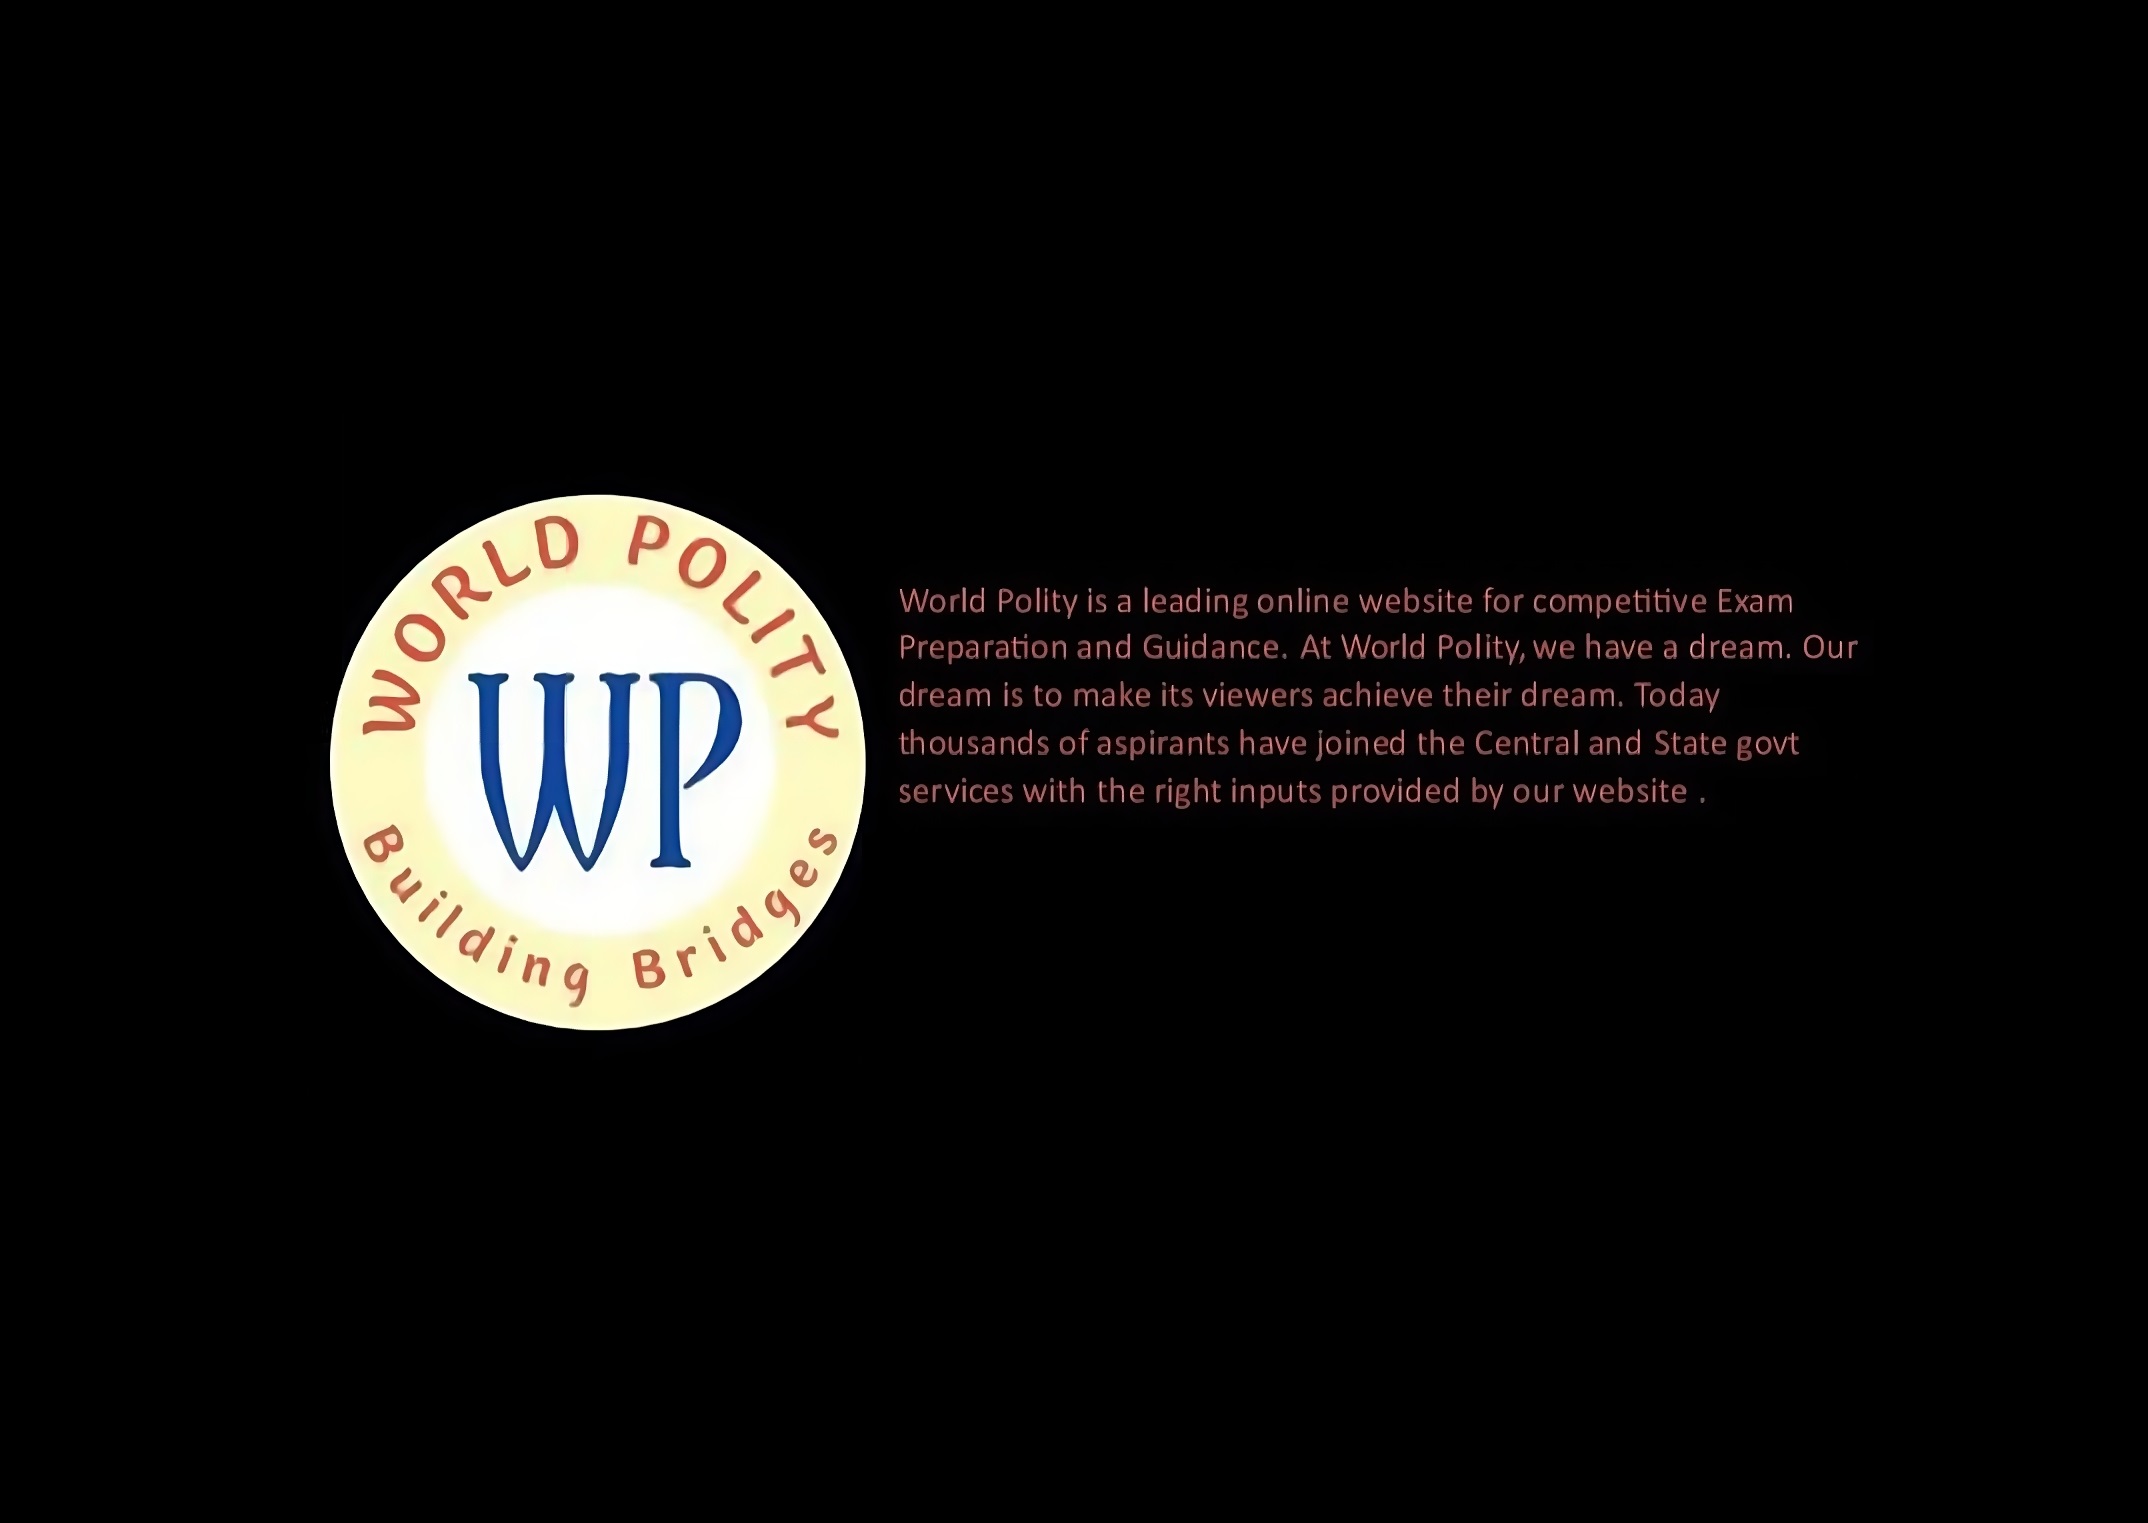 WORLD POLITY
WP
Building Bridges
World Polity is a leading online website for competitive Exam
Preparation and Guidance. At World Polity, we have a dream. Our
dream is to make its viewers achieve their dream. Today
thousands of aspirants have joined the Central and State govt
services with the right inputs provided by our website .